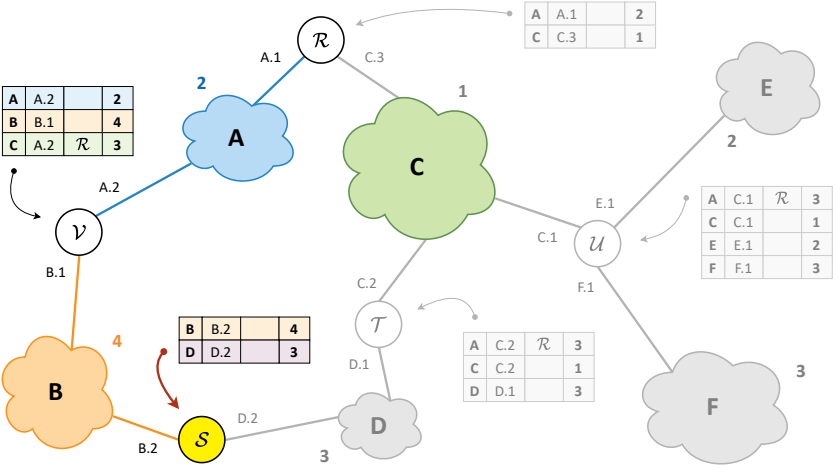 A A.1 2
C C.3 1
ℛ
A.1
C.3
2
1
A A.2 2
B B.1 4
C A.2 ℛ 3
A
C
E
2
A.2
E.1
A C.1 ℛ 3
C C.1 1
E E.1 2
F F.1 3
𝒱
C.1
𝒰
B.1
C.2
F.1
B B.2 4
D D.2 3
𝒯
A C.2 ℛ 3
C C.2 1
D D.1 3
4
D.1
3
B
F
D.2
D
𝒮
B.2
3